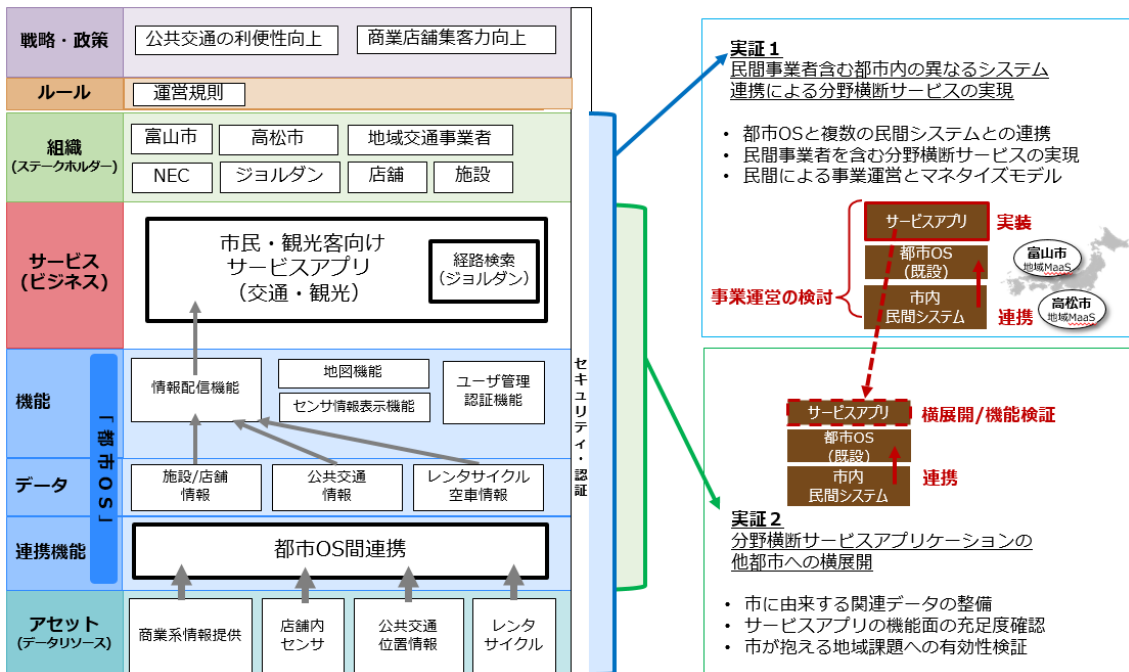 戦略・政策
公共交通の利便性向上
商業店舗集客力向上
ルール
運営規則
組織
(ステークホルダー)
富山市
高松市
地域交通事業者
NEC
ジョルダン
店舗
施設
サービス
(ビジネス)
市民・観光客向け
サービスアプリ
(交通・観光)
経路検索
(ジョルダン)
機能
情報配信機能
地図機能
センサ情報表示機能
ユーザ管理
認証機能
「都市OS」
データ
施設/店舗
情報
公共交通
情報
レンタサイクル
空車情報
連携機能
都市OS間連携
アセット
(データリソース)
商業系情報提供
店舗内
センサ
公共交通
位置情報
レンタ
サイクル
セキュリティ・認証
実証1
民間事業者含む都市内の異なるシステム
連携による分野横断サービスの実現
• 都市OSと複数の民間システムとの連携
• 民間事業者を含む分野横断サービスの実現
• 民間による事業運営とマネタイズモデル
サービスアプリ
実装
都市OS
(既設)
富山市
地域MaaS
事業運営の検討
市内
民間システム
連携
高松市
地域MaaS
サービスアプリ
横展開/機能検証
都市OS
(既設)
市内
民間システム
連携
実証2
分野横断サービスアプリケーションの
他都市への横展開
• 市に由来する関連データの整備
• サービスアプリの機能面の充足度確認
• 市が抱える地域課題への有効性検証